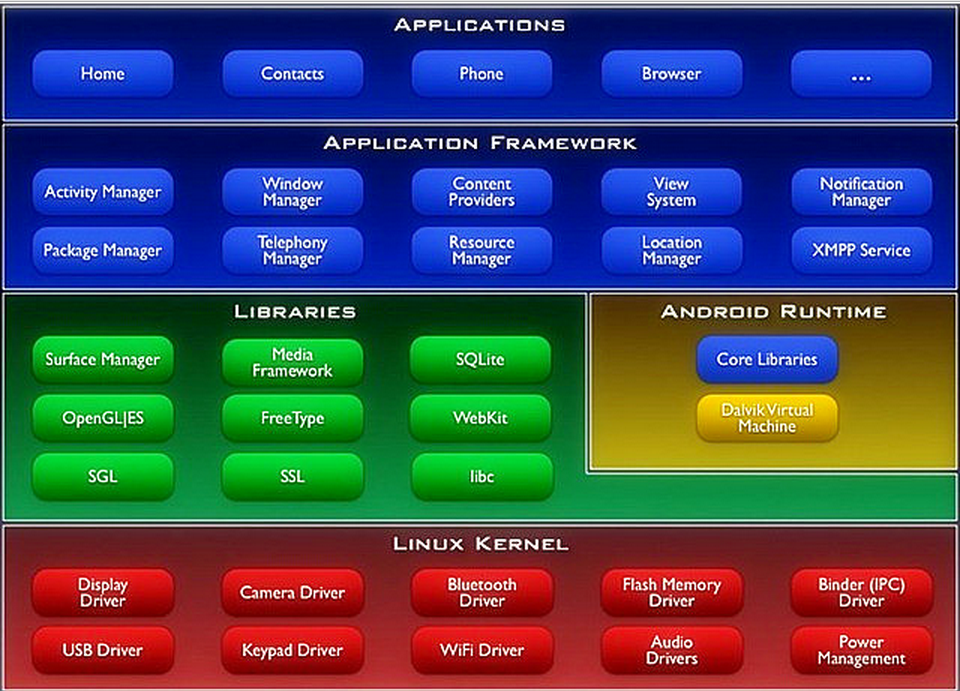 APPLICATIONS
Home
Contacts
Phone
Browser
...
APPLICATION FRAMEWORK
Activity Manager
Window
Manager
Content
Providers
View
System
Notification
Manager
Package Manager
Telephony
Manager
Resource
Manager
Location
Manager
XMPP Service
LIBRARIES
Surface Manager
Media
Framework
SQLite
OpenGL|ES
FreeType
WebKit
SGL
SSL
libc
ANDROID RUNTIME
Core Libraries
Dalvik Virtual
Machine
LINUX KERNEL
Display
Driver
Camera Driver
Bluetooth
Driver
Flash Memory
Driver
Binder (IPC)
Driver
USB Driver
Keypad Driver
WiFi Driver
Audio
Drivers
Power
Management